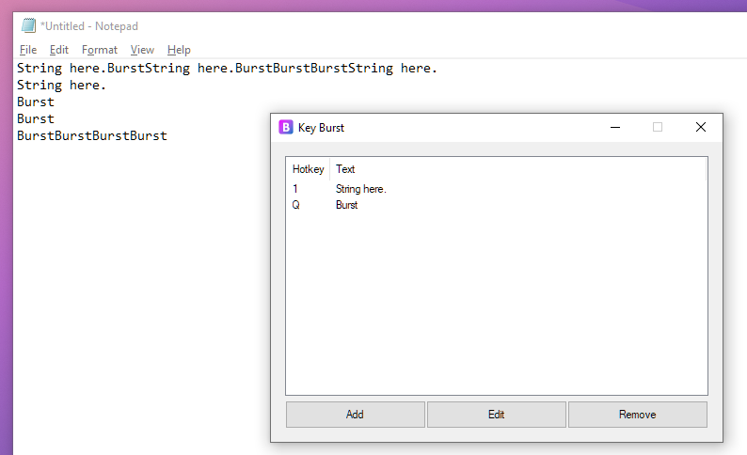 *Untitled - Notepad
File Edit Format View Help
String here.BurstString here.BurstBurstBurstString here.
String here.
Burst
Burst
BurstBurstBurstBurst
B Key Burst
Hotkey Text
1 String here.
Q Burst
Add Edit Remove